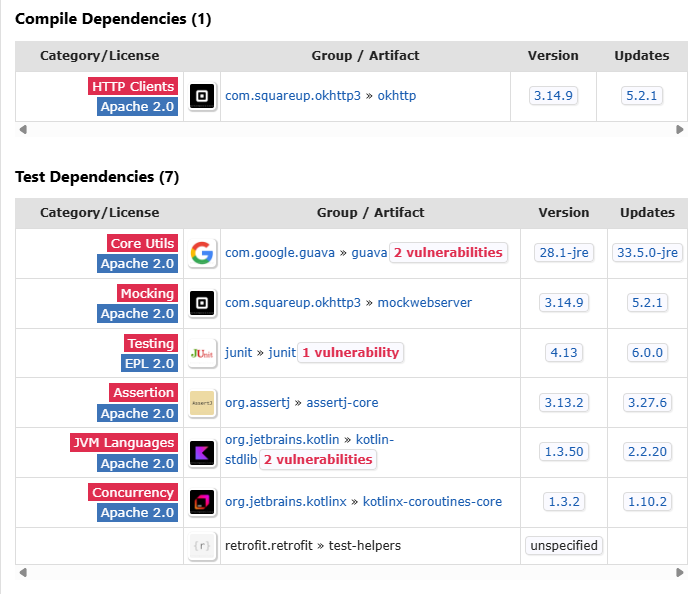 Compile Dependencies (1)
Category/License Group / Artifact Version Updates
HTTP Clients
Apache 2.0
com.squareup.okhttp3 » okhttp 3.14.9 5.2.1
Test Dependencies (7)
Category/License Group / Artifact Version Updates
Core Utils
Apache 2.0
com.google.guava » guava 2 vulnerabilities 28.1-jre 33.5.0-jre
Mocking
Apache 2.0
com.squareup.okhttp3 » mockwebserver 3.14.9 5.2.1
Testing
EPL 2.0
JUnit
junit » junit 1 vulnerability 4.13 6.0.0
Assertion
Apache 2.0
AssertJ
org.assertj » assertj-core 3.13.2 3.27.6
JVM Languages
Apache 2.0
org.jetbrains.kotlin » kotlin-
stdlib 2 vulnerabilities 1.3.50 2.2.20
Concurrency
Apache 2.0
org.jetbrains.kotlinx » kotlinx-coroutines-core 1.3.2 1.10.2
{r}
retrofit.retrofit » test-helpers unspecified